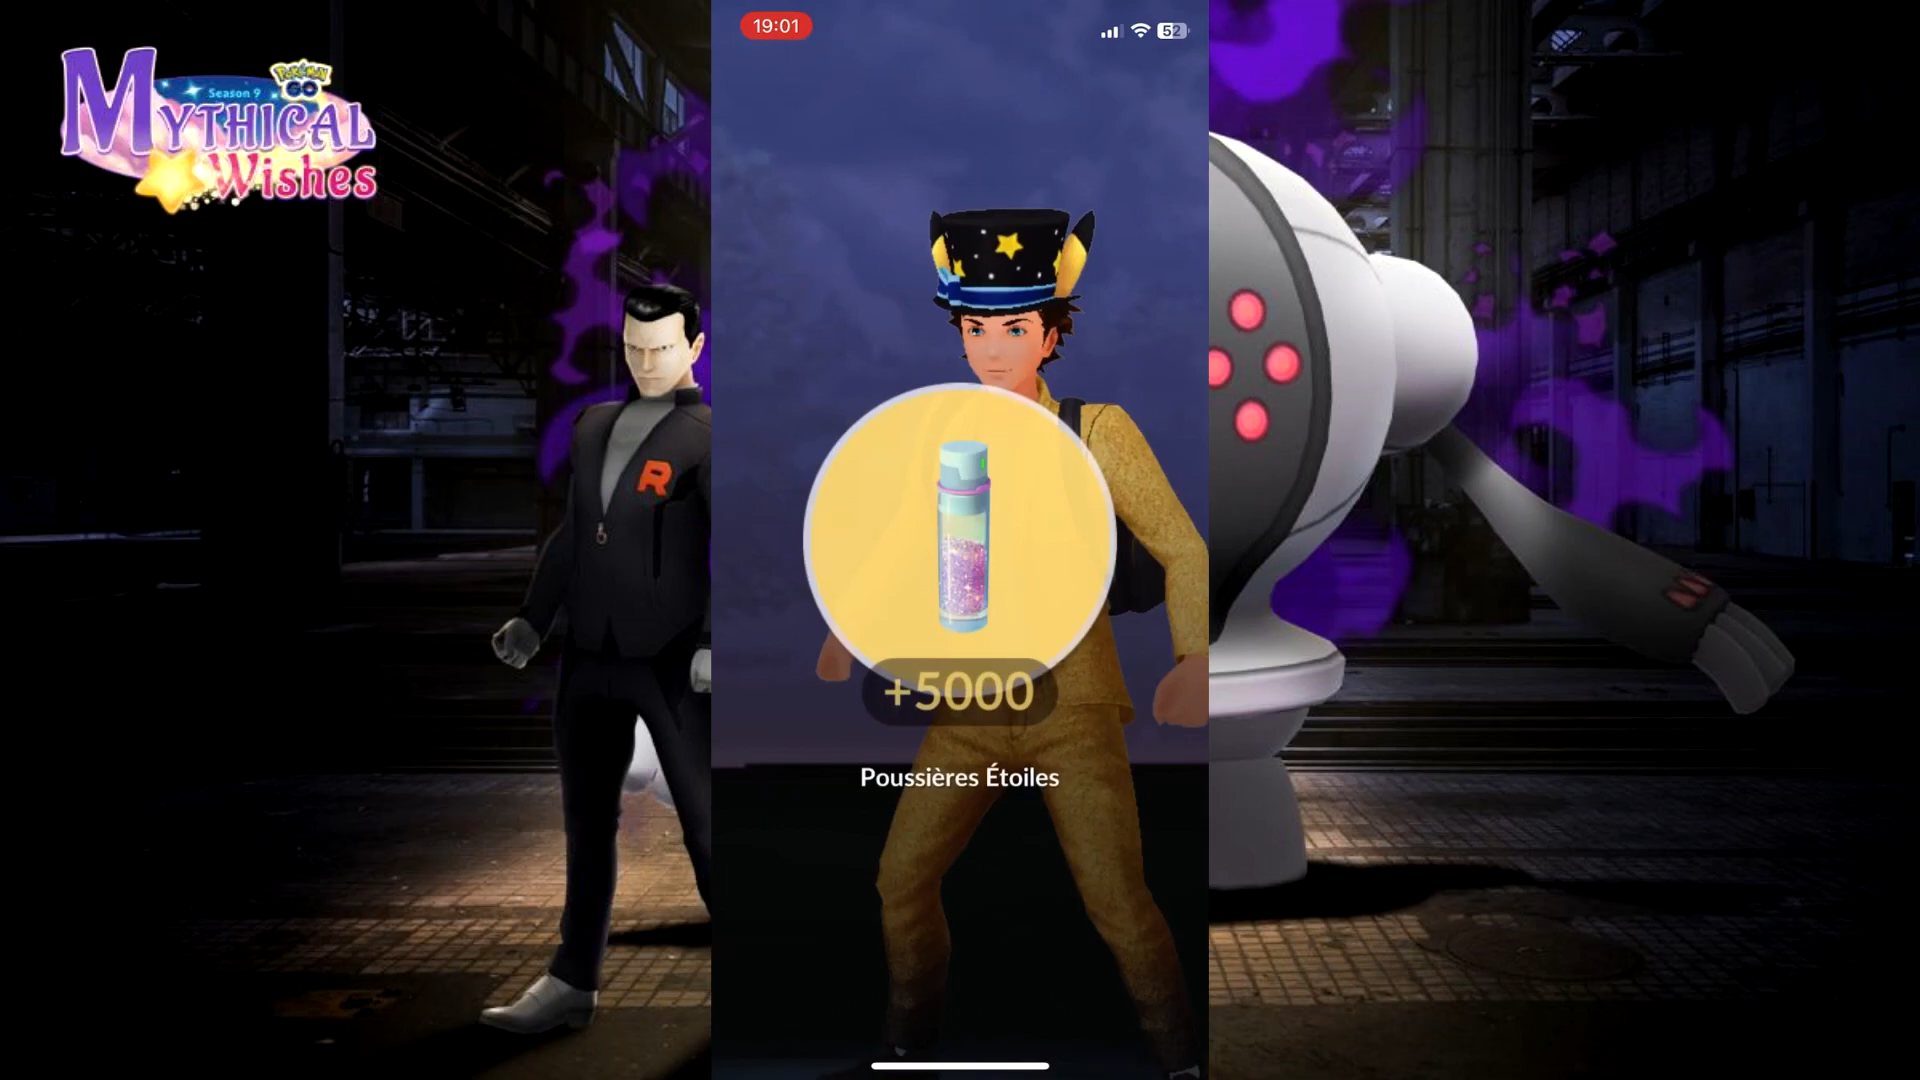 19:01
52
Pokémon
GO
Season 9
MYTHICAL
Wishes
R
+5000
Poussières Étoiles